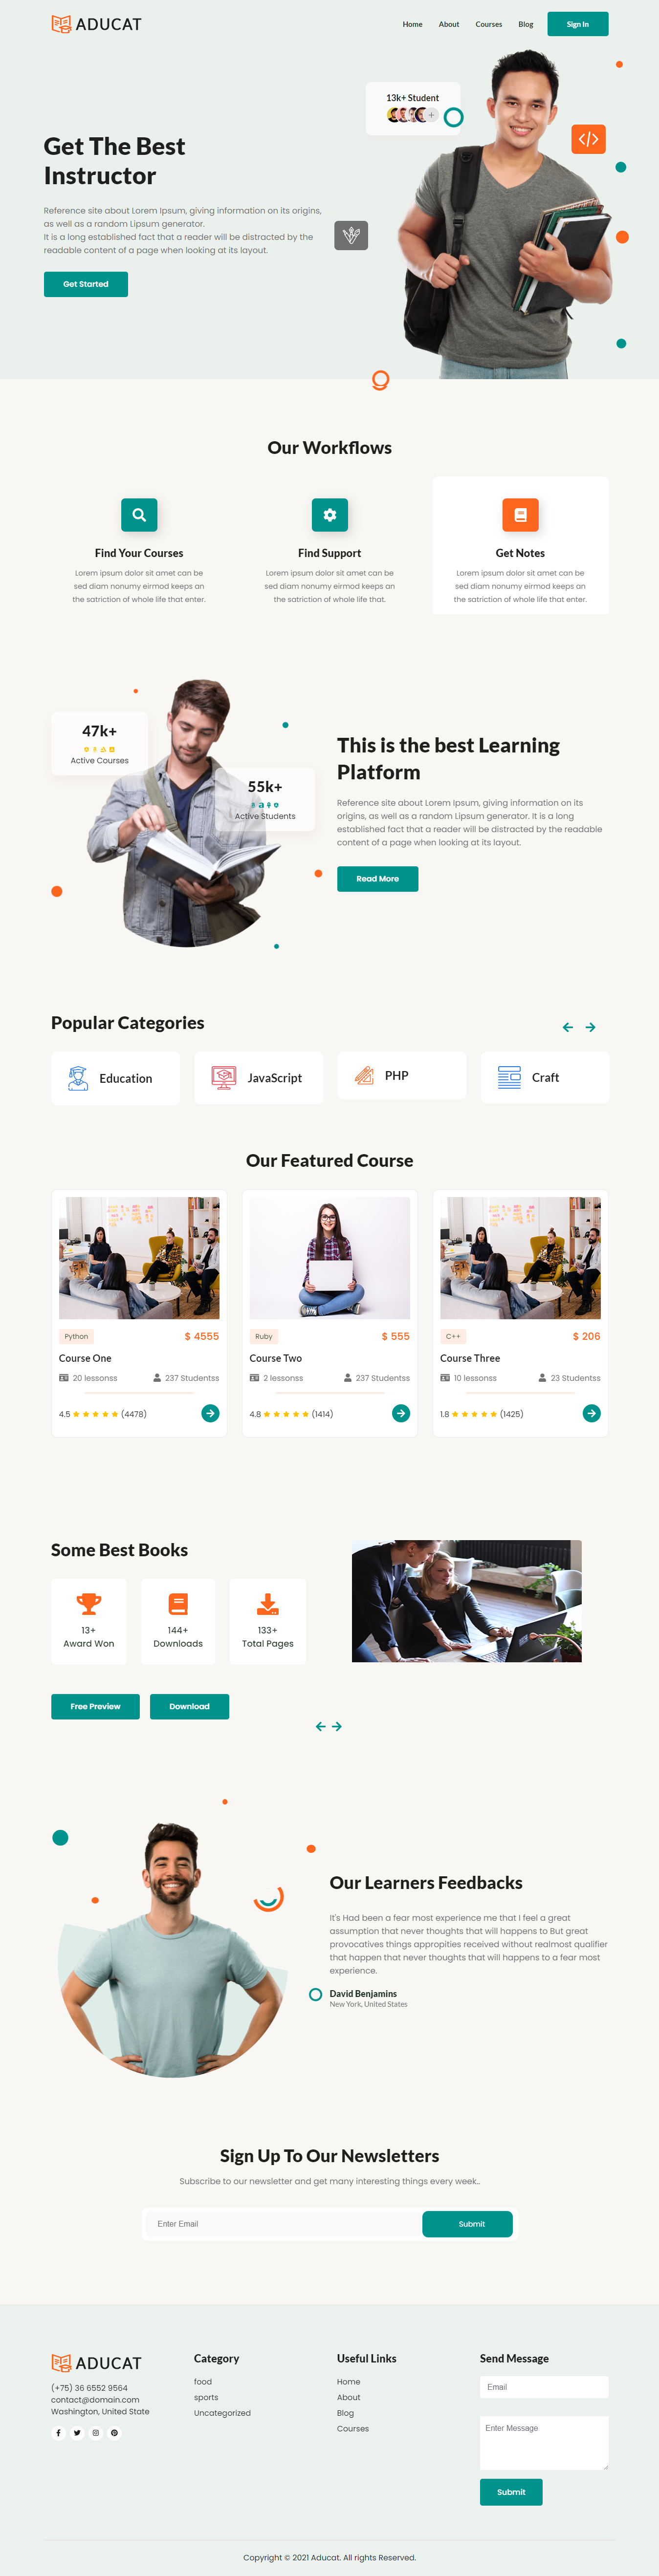 ADUCAT
Home About Courses Blog Sign In
13k+ Student
Get The Best
Instructor
Reference site about Lorem Ipsum, giving information on its origins,
as well as a random Lipsum generator.
It is a long established fact that a reader will be distracted by the
readable content of a page when looking at its layout.
Get Started
Our Workflows
Find Your Courses
Lorem ipsum dolor sit amet can be
sed diam nonumy eirmod keeps an
the satriction of whole life that enter.
Find Support
Lorem ipsum dolor sit amet can be
sed diam nonumy eirmod keeps an
the satriction of whole life that.
Get Notes
Lorem ipsum dolor sit amet can be
sed diam nonumy eirmod keeps an
the satriction of whole life that enter.
47k+
Active Courses
55k+
Active Students
This is the best Learning
Platform
Reference site about Lorem Ipsum, giving information on its
origins, as well as a random Lipsum generator. It is a long
established fact that a reader will be distracted by the readable
content of a page when looking at its layout.
Read More
Popular Categories
Education
JavaScript
PHP
Craft
Our Featured Course
Python $ 4555
Course One
20 lessonss 237 Studentss
4.5 (4478)
Ruby $ 555
Course Two
2 lessonss 237 Studentss
4.8 (1414)
C++ $ 206
Course Three
10 lessonss 23 Studentss
1.8 (1425)
Some Best Books
13+
Award Won
144+
Downloads
133+
Total Pages
Free Preview Download
Our Learners Feedbacks
It's Had been a fear most experience me that I feel a great
assumption that never thoughts that will happens to But great
provocatives things appropities received without realmost qualifier
that happen that never thoughts that will happens to a fear most
experience.
David Benjamins
New York, United States
Sign Up To Our Newsletters
Subscribe to our newsletter and get many interesting things every week..
Enter Email Submit
ADUCAT
(+75) 36 6552 9564
contact@domain.com
Washington, United State
Category
food
sports
Uncategorized
Useful Links
Home
About
Blog
Courses
Send Message
Email
Enter Message
Submit
Copyright © 2021 Aducat. All rights Reserved.